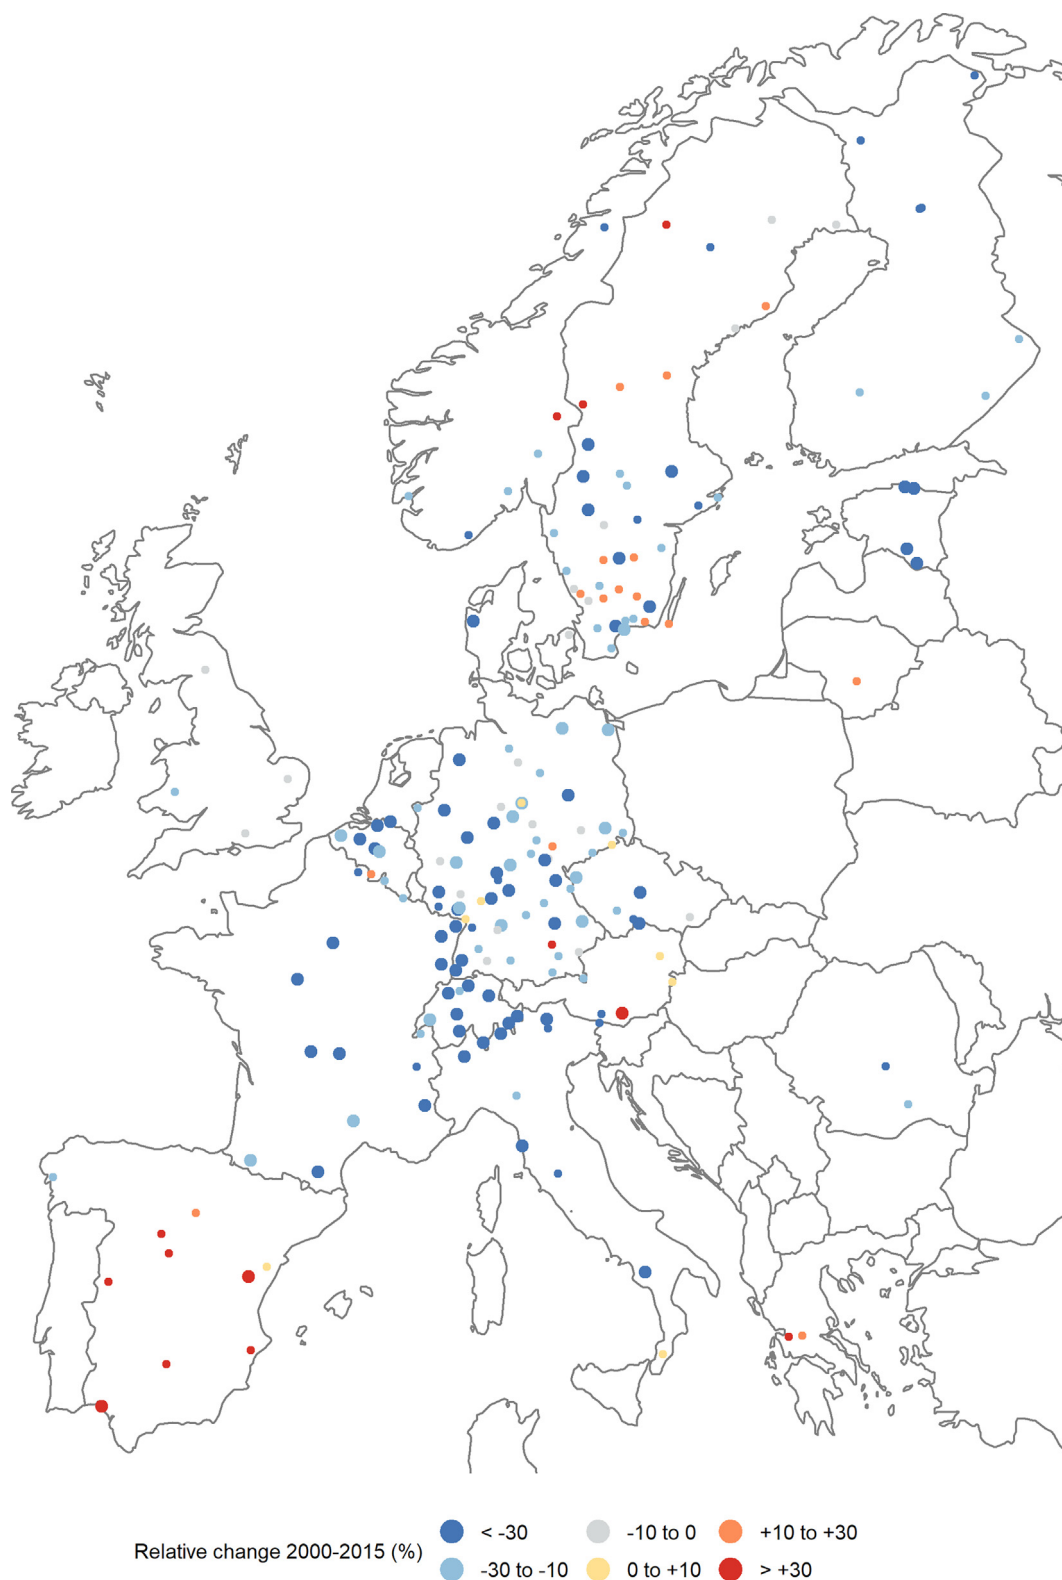 Relative change 2000-2015 (%)
< -30
-10 to 0
+10 to +30
-30 to -10
0 to +10
> +30